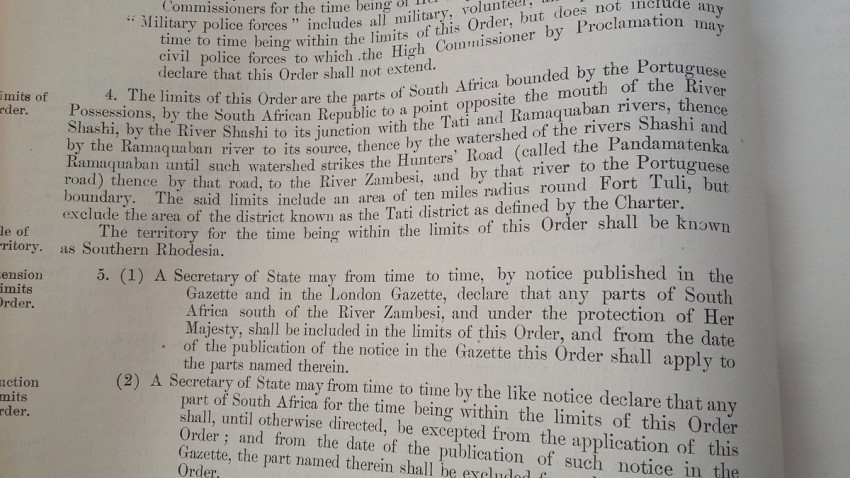 Commissioners for the time being of
"Military police forces" includes all military, volunteer,
time to time being within the limits of this Order, but does not include any
civil police forces to which the High Commissioner by Proclamation may
declare that this Order shall not extend.
imits of
rder.
4. The limits of this Order are the parts of South Africa bounded by the Portuguese
Possessions, by the South African Republic to a point opposite the mouth of the River
Shashi, by the River Shashi to its junction with the Tati and Ramaquaban rivers, thence
by the Ramaquaban river to its source, thence by the watershed of the rivers Shashi and
Ramaquaban until such watershed strikes the Hunters' Road (called the Pandamatenka
road) thence by that road, to the River Zambesi, and by that river to the Portuguese
boundary. The said limits include an area of ten miles radius round Fort Tuli, but
exclude the area of the district known as the Tati district as defined by the Charter.
le of
ritory.
The territory for the time being within the limits of this Order shall be known
as Southern Rhodesia.
ension
imits
Order.
5. (1) A Secretary of State may from time to time, by notice published in the
Gazette and in the London Gazette, declare that any parts of South
Africa south of the River Zambesi, and under the protection of Her
Majesty, shall be included in the limits of this Order, and from the date
of the publication of the notice in the Gazette this Order shall apply to
the parts named therein.
uction
mits
rder.
(2) A Secretary of State may from time to time by the like notice declare that any
part of South Africa for the time being within the limits of this Order
shall, until otherwise directed, be excepted from the application of this
Order; and from the date of the publication of such notice in the
Gazette, the part named therein shall be excluded
Order.